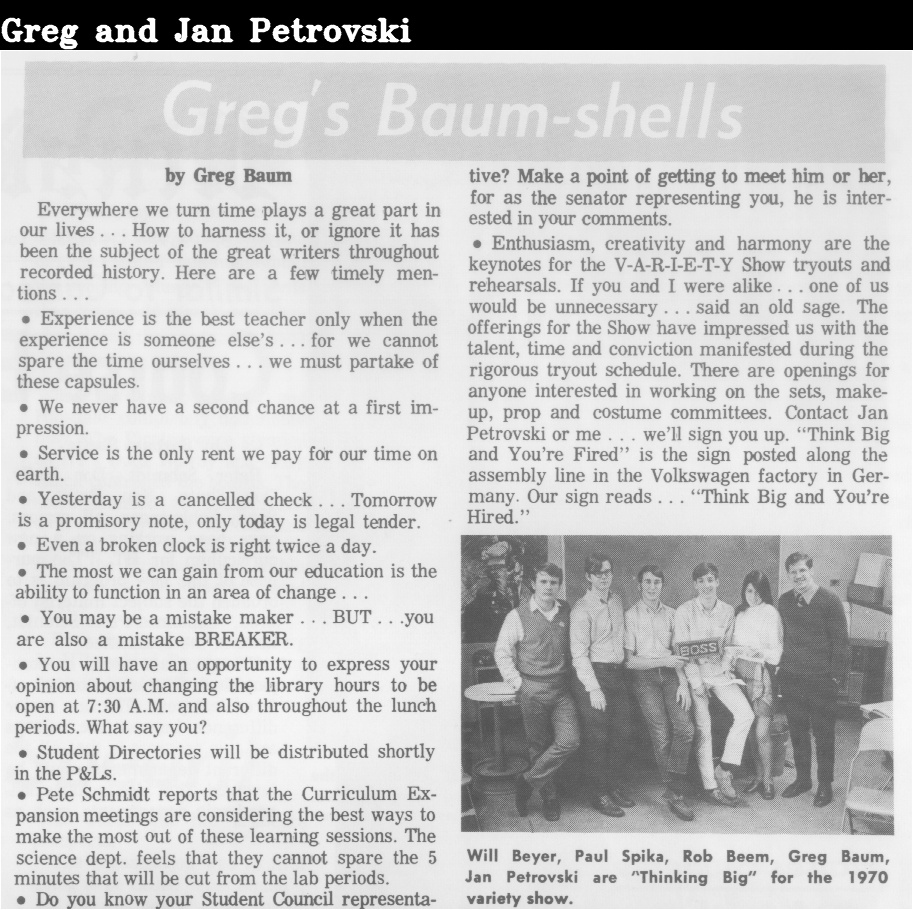 Greg and Jan Petrovski
Greg's Baum-shells
by Greg Baum
Everywhere we turn time plays a great part in
our lives . . . How to harness it, or ignore it has
been the subject of the great writers throughout
recorded history. Here are a few timely men-
tions . . .
• Experience is the best teacher only when the
experience is someone else's . . . for we cannot
spare the time ourselves . . . we must partake of
these capsules.
• We never have a second chance at a first im-
pression.
• Service is the only rent we pay for our time on
earth.
• Yesterday is a cancelled check . . . Tomorrow
is a promisory note, only today is legal tender.
• Even a broken clock is right twice a day.
• The most we can gain from our education is the
ability to function in an area of change . . .
• You may be a mistake maker . . . BUT . . .you
are also a mistake BREAKER.
• You will have an opportunity to express your
opinion about changing the library hours to be
open at 7:30 A.M. and also throughout the lunch
periods. What say you?
• Student Directories will be distributed shortly
in the P&Ls.
• Pete Schmidt reports that the Curriculum Ex-
pansion meetings are considering the best ways to
make the most out of these learning sessions. The
science dept. feels that they cannot spare the 5
minutes that will be cut from the lab periods.
• Do you know your Student Council representa-
tive? Make a point of getting to meet him or her,
for as the senator representing you, he is inter-
ested in your comments.
• Enthusiasm, creativity and harmony are the
keynotes for the V-A-R-I-E-T-Y Show tryouts and
rehearsals. If you and I were alike . . . one of us
would be unnecessary . . . said an old sage. The
offerings for the Show have impressed us with the
talent, time and conviction manifested during the
rigorous tryout schedule. There are openings for
anyone interested in working on the sets, make-
up, prop and costume committees. Contact Jan
Petrovski or me . . . we'll sign you up. "Think Big
and You're Fired" is the sign posted along the
assembly line in the Volkswagen factory in Ger-
many. Our sign reads . . . "Think Big and You're
Hired."
BOSS
Will Beyer, Paul Spika, Rob Beem, Greg Baum,
Jan Petrovski are "Thinking Big" for the 1970
variety show.